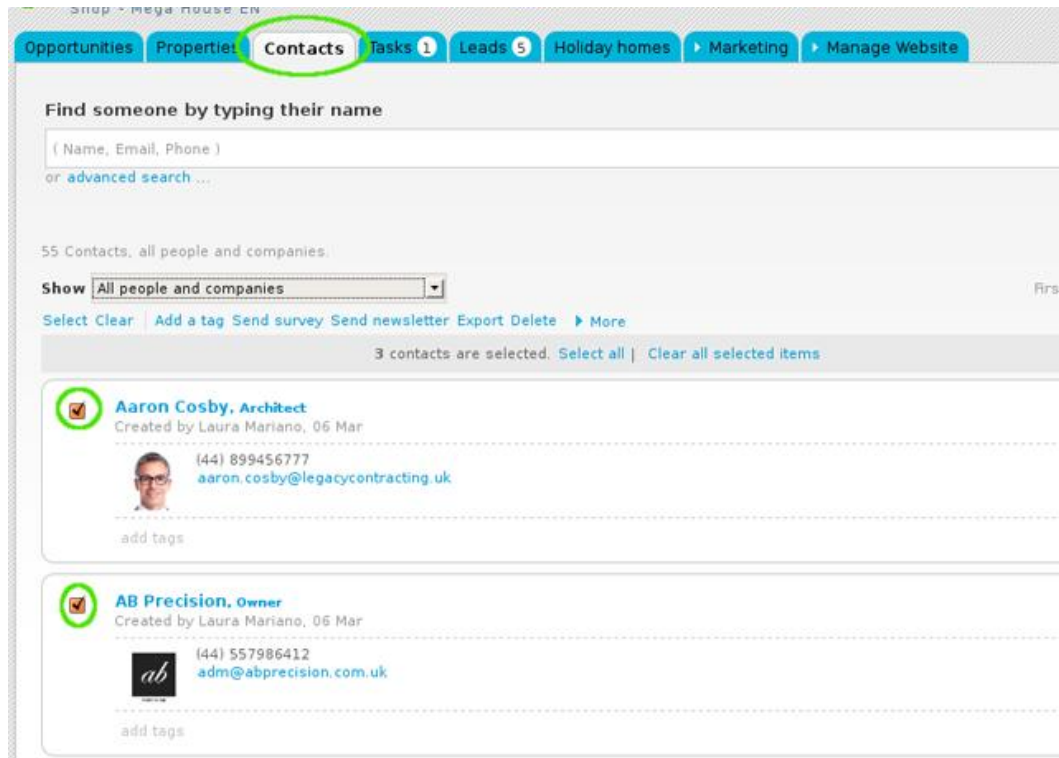 Shop - Mega House EN
Opportunities Properties Contacts Tasks 1 Leads 5 Holiday homes Marketing Manage Website
Find someone by typing their name
( Name, Email, Phone )
or advanced search ...
55 Contacts, all people and companies.
Show All people and companies
Select Clear | Add a tag Send survey Send newsletter Export Delete More
3 contacts are selected. Select all | Clear all selected items
Aaron Cosby, Architect
Created by Laura Mariano, 06 Mar
(44) 899456777
aaron.cosby@legacycontracting.uk
add tags
AB Precision, Owner
Created by Laura Mariano, 06 Mar
ab
(44) 557986412
adm@abprecision.com.uk
add tags